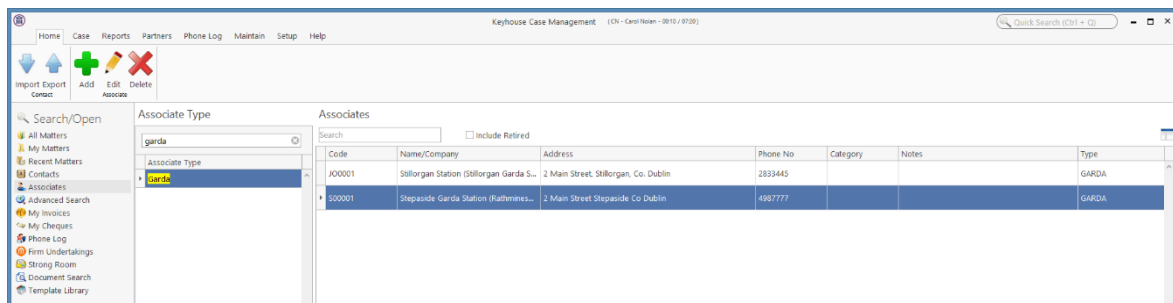 Keyhouse Case Management (CN - Carol Nolan - 00:10 / 07:00)
Quick Search (Ctrl + Q)
Home Case Reports Partners Phone Log Maintain Setup Help
Import Export Add Edit Delete
Contact Associate
Search/Open
All Matters
My Matters
Recent Matters
Contacts
Associates
Advanced Search
My Invoices
My Cheques
Phone Log
Firm Undertakings
Strong Room
Document Search
Template Library
Associate Type
garda
Associate Type
Garda
Associates
Search Include Retired
Code Name/Company Address Phone No Category Notes Type
JO0001 Stillorgan Station (Stillorgan Garda S... 2 Main Street, Stillorgan, Co. Dublin 2833445 GARDA
S00001 Stepaside Garda Station (Rathmines... 2 Main Street Stepaside Co Dublin 4987777 GARDA